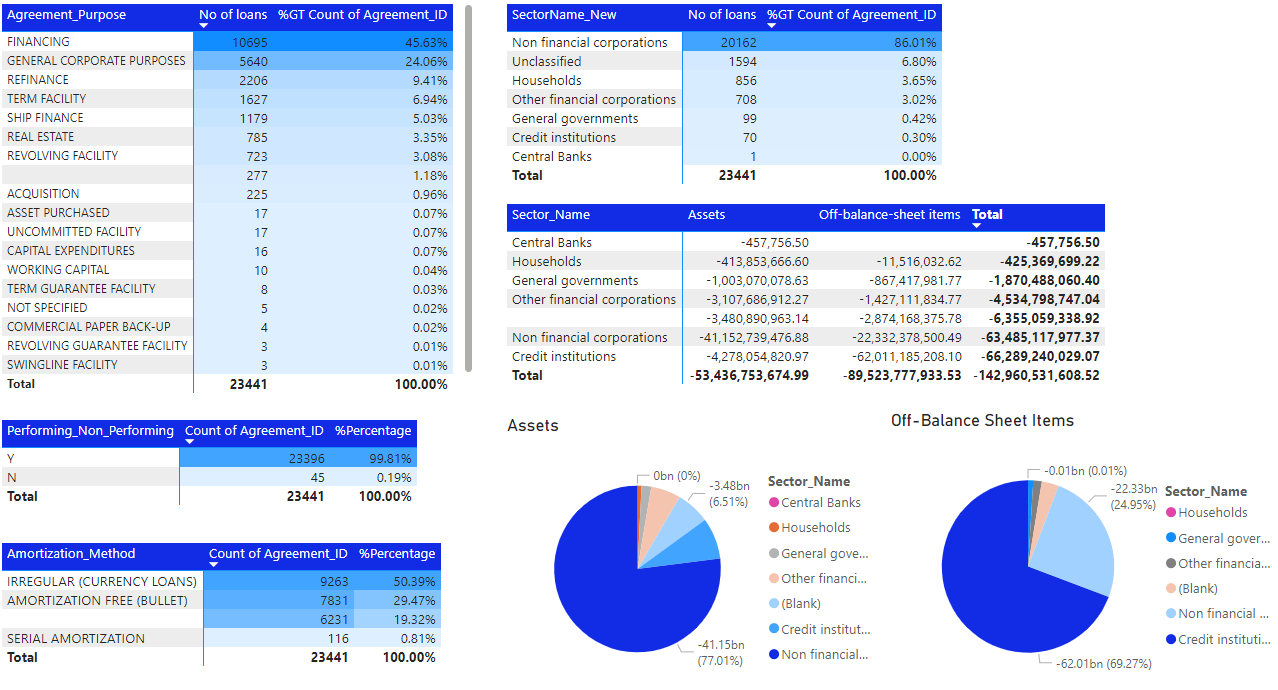 Agreement_Purpose No of loans %GT Count of Agreement_ID
FINANCING 10695 45.63%
GENERAL CORPORATE PURPOSES 5640 24.06%
REFINANCE 2206 9.41%
TERM FACILITY 1627 6.94%
SHIP FINANCE 1179 5.03%
REAL ESTATE 785 3.35%
REVOLVING FACILITY 723 3.08%
277 1.18%
ACQUISITION 225 0.96%
ASSET PURCHASED 17 0.07%
UNCOMMITTED FACILITY 17 0.07%
CAPITAL EXPENDITURES 16 0.07%
WORKING CAPITAL 10 0.04%
TERM GUARANTEE FACILITY 8 0.03%
NOT SPECIFIED 5 0.02%
COMMERCIAL PAPER BACK-UP 4 0.02%
REVOLVING GUARANTEE FACILITY 3 0.01%
SWINGLINE FACILITY 3 0.01%
Total 23441 100.00%
SectorName_New No of loans %GT Count of Agreement_ID
Non financial corporations 20162 86.01%
Unclassified 1594 6.80%
Households 856 3.65%
Other financial corporations 708 3.02%
General governments 99 0.42%
Credit institutions 70 0.30%
Central Banks 1 0.00%
Total 23441 100.00%
Sector_Name Assets Off-balance-sheet items Total
Central Banks -457,756.50 -457,756.50
Households -413,853,666.60 -11,516,032.62 -425,369,699.22
General governments -1,003,070,078.63 -867,417,981.77 -1,870,488,060.40
Other financial corporations -3,107,686,912.27 -1,427,111,834.77 -4,534,798,747.04
-3,480,890,963.14 -2,874,168,375.78 -6,355,059,338.92
Non financial corporations -41,152,739,476.88 -22,332,378,500.49 -63,485,117,977.37
Credit institutions -4,278,054,820.97 -62,011,185,208.10 -66,289,240,029.07
Total -53,436,753,674.99 -89,523,777,933.53 -142,960,531,608.52
Performing_Non_Performing Count of Agreement_ID %Percentage
Y 23396 99.81%
N 45 0.19%
Total 23441 100.00%
Amortization_Method Count of Agreement_ID %Percentage
IRREGULAR (CURRENCY LOANS) 9263 50.39%
AMORTIZATION FREE (BULLET) 7831 29.47%
6231 19.32%
SERIAL AMORTIZATION 116 0.81%
Total 23441 100.00%
Assets
0bn (0%)
-3.48bn
(6.51%)
-41.15bn
(77.01%)
Sector_Name
Central Banks
Households
General gove...
Other financi...
(Blank)
Credit institut...
Non financial...
Off-Balance Sheet Items
-0.01bn (0.01%)
-22.33bn
(24.95%)
-62.01bn (69.27%)
Sector_Name
Households
General gover...
Other financia...
(Blank)
Non financial ...
Credit instituti...